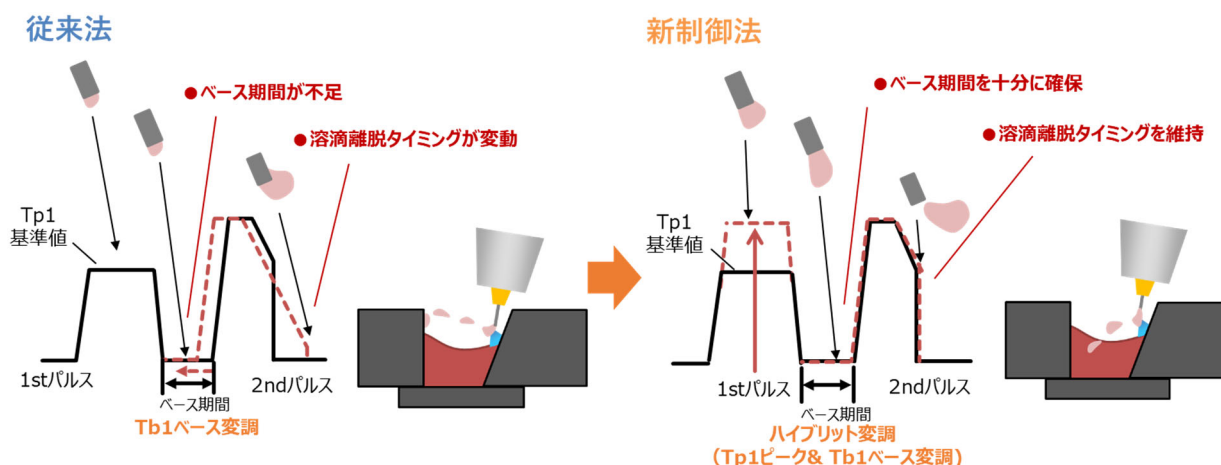 従来法
●ベース期間が不足
●溶滴離脱タイミングが変動
Tp1
基準値
1stパルス
2ndパルス
ベース期間
Tb1ベース変調
新制御法
●ベース期間を十分に確保
●溶滴離脱タイミングを維持
Tp1
基準値
1stパルス
2ndパルス
ベース期間
ハイブリット変調
（Tp1ピーク& Tb1ベース変調）